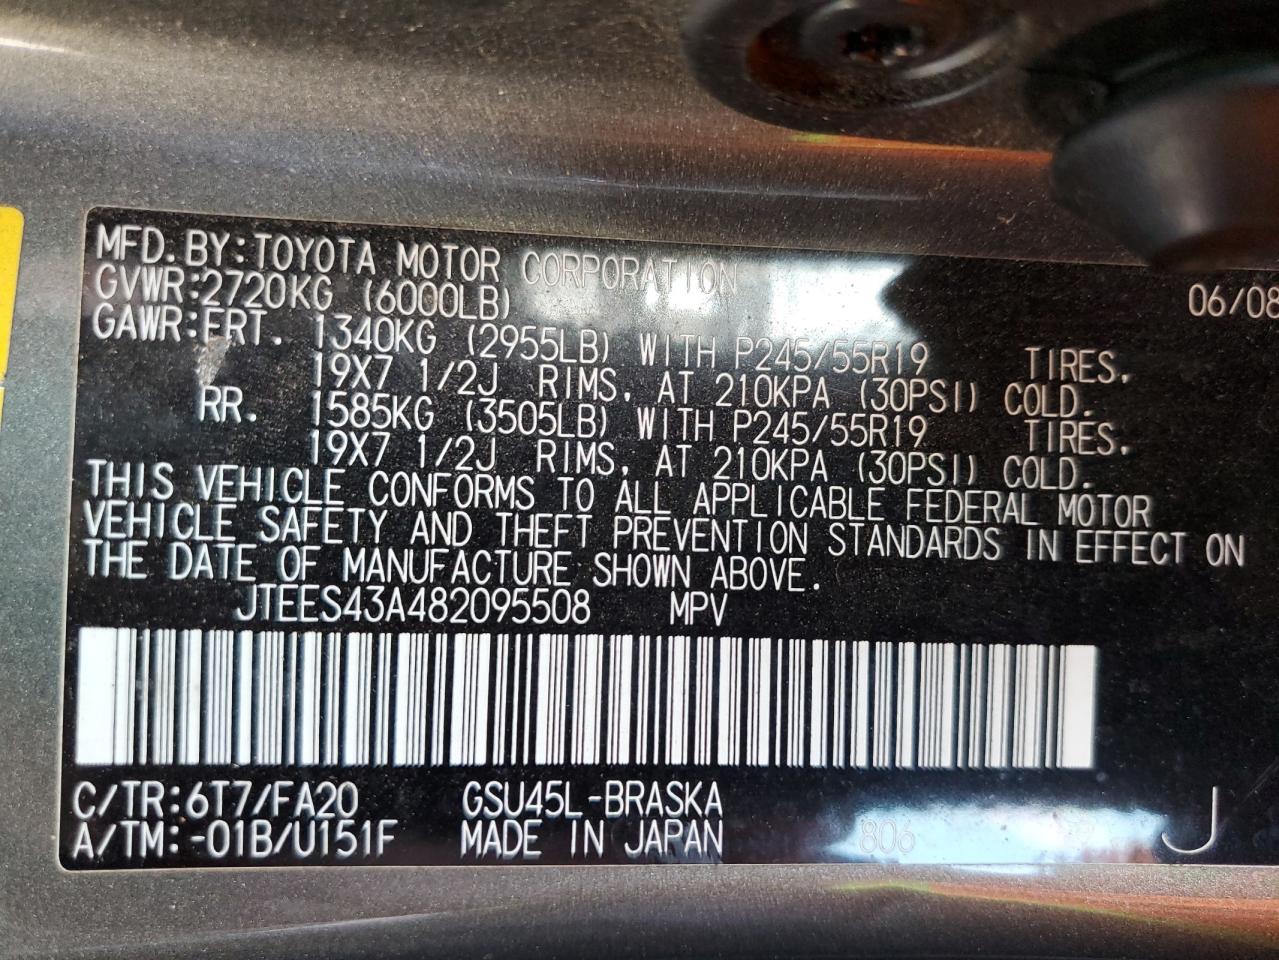 MFD.BY:TOYOTA MOTOR CORPORATION
GVWR:2720KG (6000LB) 06/08
GAWR:FRT. 1340KG (2955LB) WITH P245/55R19 TIRES.
19X7 1/2J RIMS, AT 210KPA (30PSI) COLD.
RR. 1585KG (3505LB) WITH P245/55R19 TIRES.
19X7 1/2J RIMS, AT 210KPA (30PSI) COLD.
THIS VEHICLE CONFORMS TO ALL APPLICABLE FEDERAL MOTOR
VEHICLE SAFETY AND THEFT PREVENTION STANDARDS IN EFFECT ON
THE DATE OF MANUFACTURE SHOWN ABOVE.
JTEES43A482095508 MPV
C/TR:6T7/FA20 GSU45L-BRASKA
A/TM:-01B/U151F MADE IN JAPAN 806 J